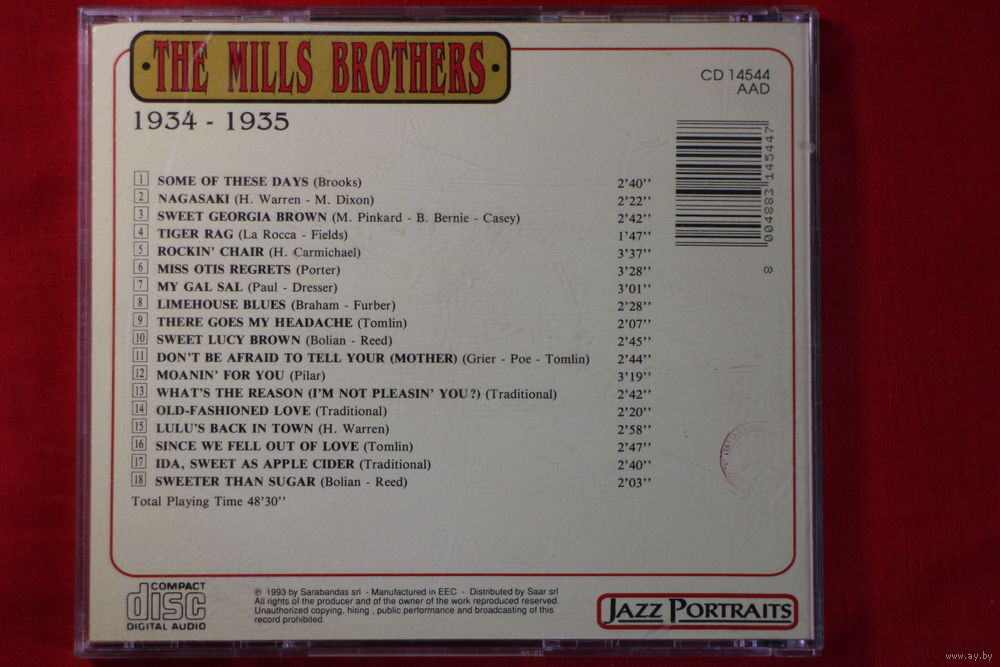 ·THE MILLS BROTHERS·
1934 - 1935
CD 14544
AAD
004883 145447
8
1 SOME OF THESE DAYS (Brooks) 2'40''
2 NAGASAKI (H. Warren - M. Dixon) 2'22''
3 SWEET GEORGIA BROWN (M. Pinkard - B. Bernie - Casey) 2'42''
4 TIGER RAG (La Rocca - Fields) 1'47''
5 ROCKIN' CHAIR (H. Carmichael) 3'37''
6 MISS OTIS REGRETS (Porter) 3'28''
7 MY GAL SAL (Paul - Dresser) 3'01''
8 LIMEHOUSE BLUES (Braham - Furber) 2'28''
9 THERE GOES MY HEADACHE (Tomlin) 2'07''
10 SWEET LUCY BROWN (Bolian - Reed) 2'45''
11 DON'T BE AFRAID TO TELL YOUR (MOTHER) (Grier - Poe - Tomlin) 2'44''
12 MOANIN' FOR YOU (Pilar) 3'19''
13 WHAT'S THE REASON (I'M NOT PLEASIN' YOU?) (Traditional) 2'42''
14 OLD-FASHIONED LOVE (Traditional) 2'20''
15 LULU'S BACK IN TOWN (H. Warren) 2'58''
16 SINCE WE FELL OUT OF LOVE (Tomlin) 2'47''
17 IDA, SWEET AS APPLE CIDER (Traditional) 2'40''
18 SWEETER THAN SUGAR (Bolian - Reed) 2'03''
Total Playing Time 48'30''
COMPACT
disc
DIGITAL AUDIO
℗ 1993 by Sarabandas srl - Manufactured in EEC - Distributed by Saar srl
All rights of the producer and of the owner of the work reproduced reserved.
Unauthorized copying, hiring , public performance and broadcasting of this
record prohibited.
JAZZ PORTRAITS
www.ay.by